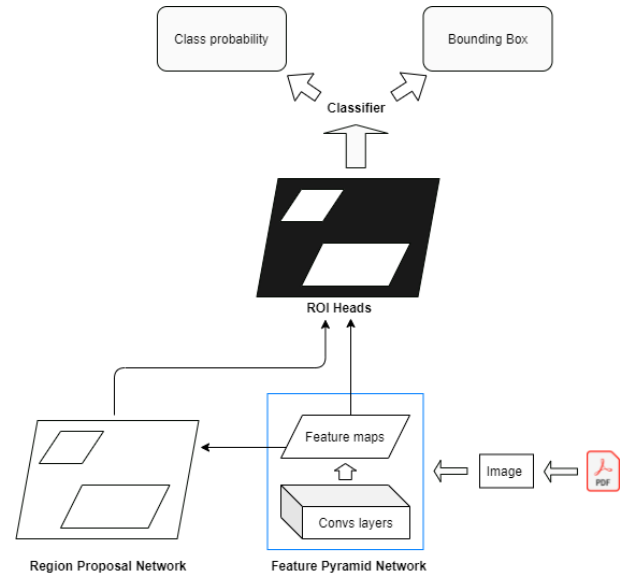 Class probability
Bounding Box
Classifier
ROI Heads
Feature maps
Image
PDF
Convs layers
Region Proposal Network
Feature Pyramid Network